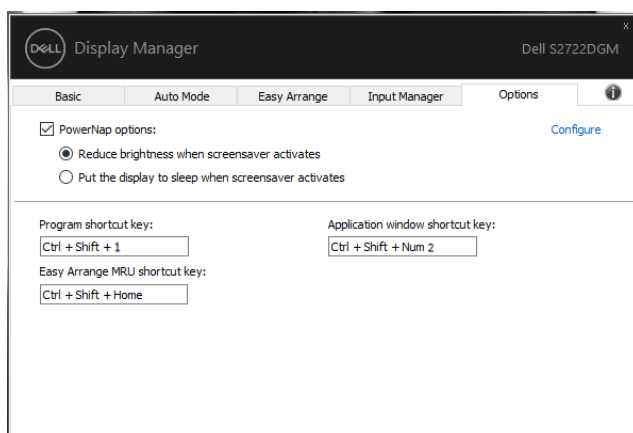 x
DELL Display Manager Dell S2722DGM
Basic Auto Mode Easy Arrange Input Manager Options i
PowerNap options: Configure
Reduce brightness when screensaver activates
Put the display to sleep when screensaver activates
Program shortcut key: Application window shortcut key:
Ctrl + Shift + 1 Ctrl + Shift + Num 2
Easy Arrange MRU shortcut key:
Ctrl + Shift + Home